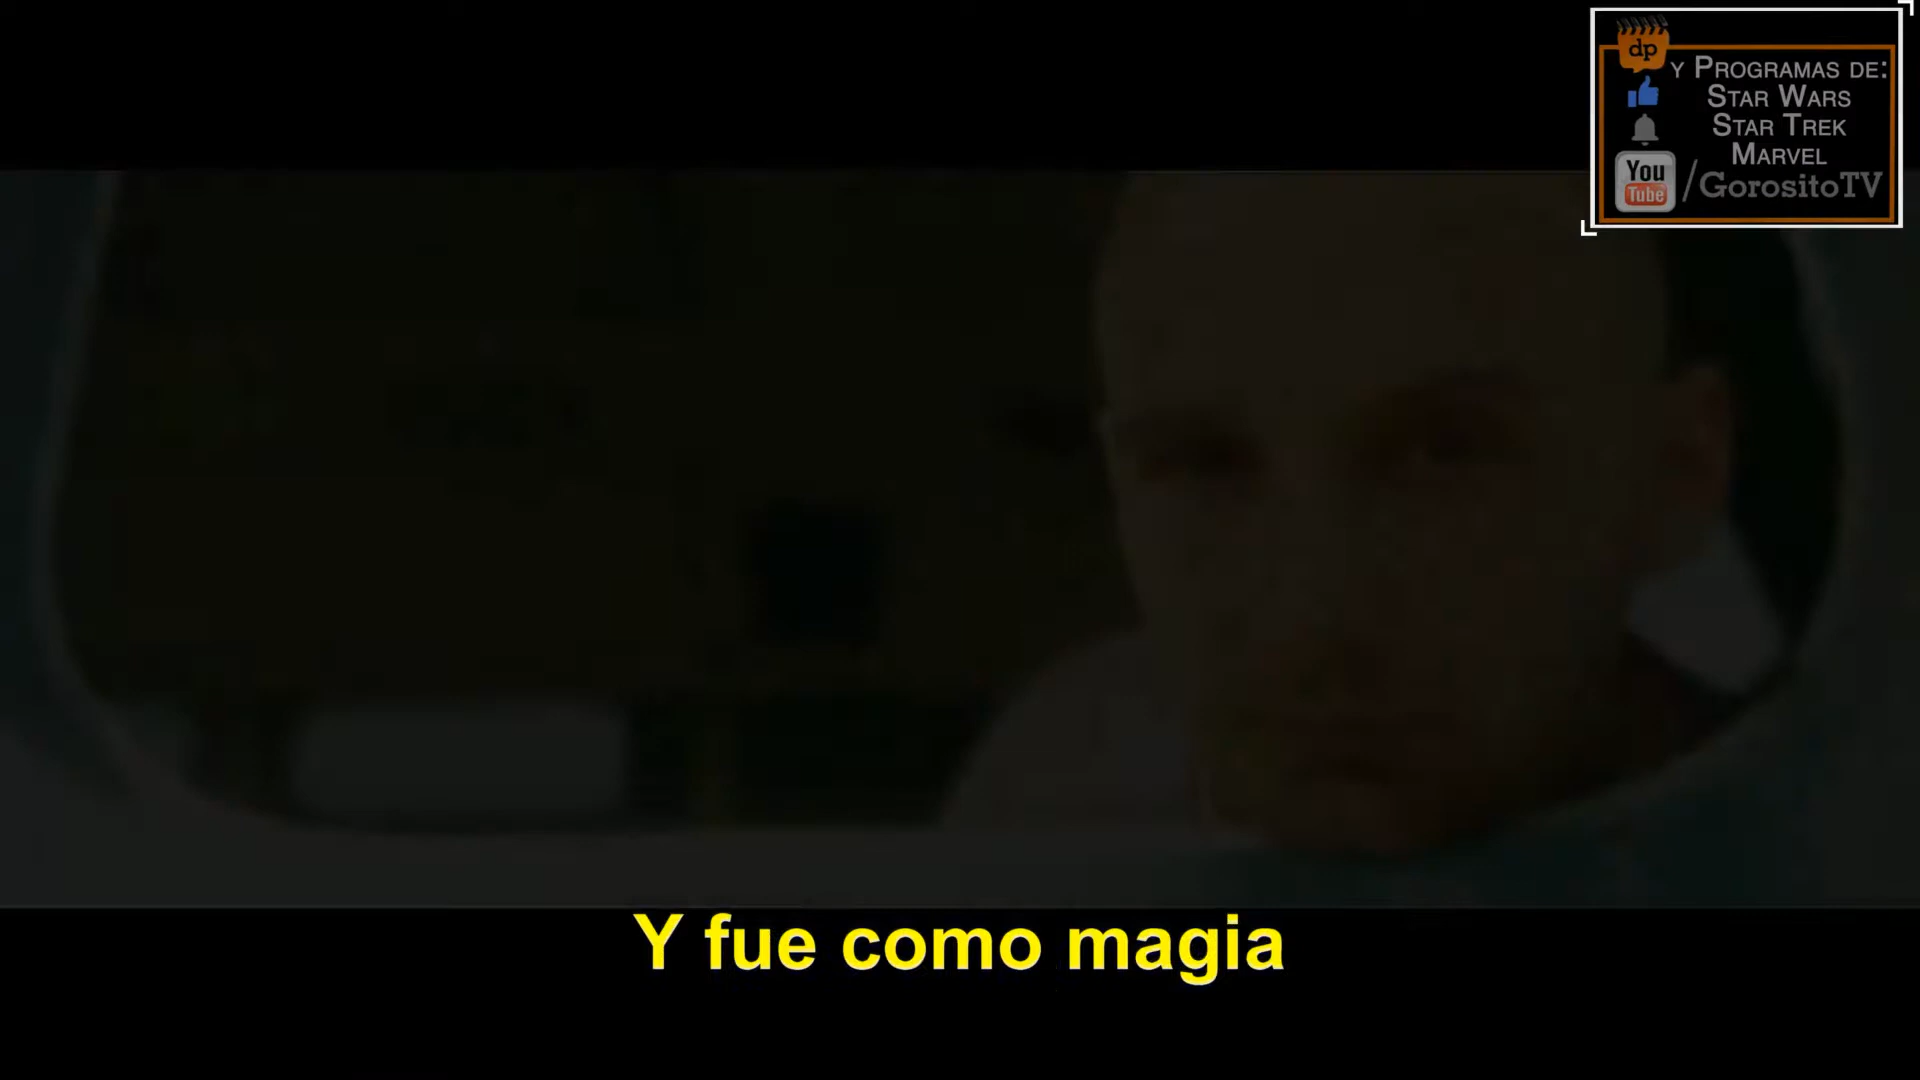 dp
Y PROGRAMAS DE:
STAR WARS
STAR TREK
MARVEL
You
Tube
/GorositoTV
Y fue como magia